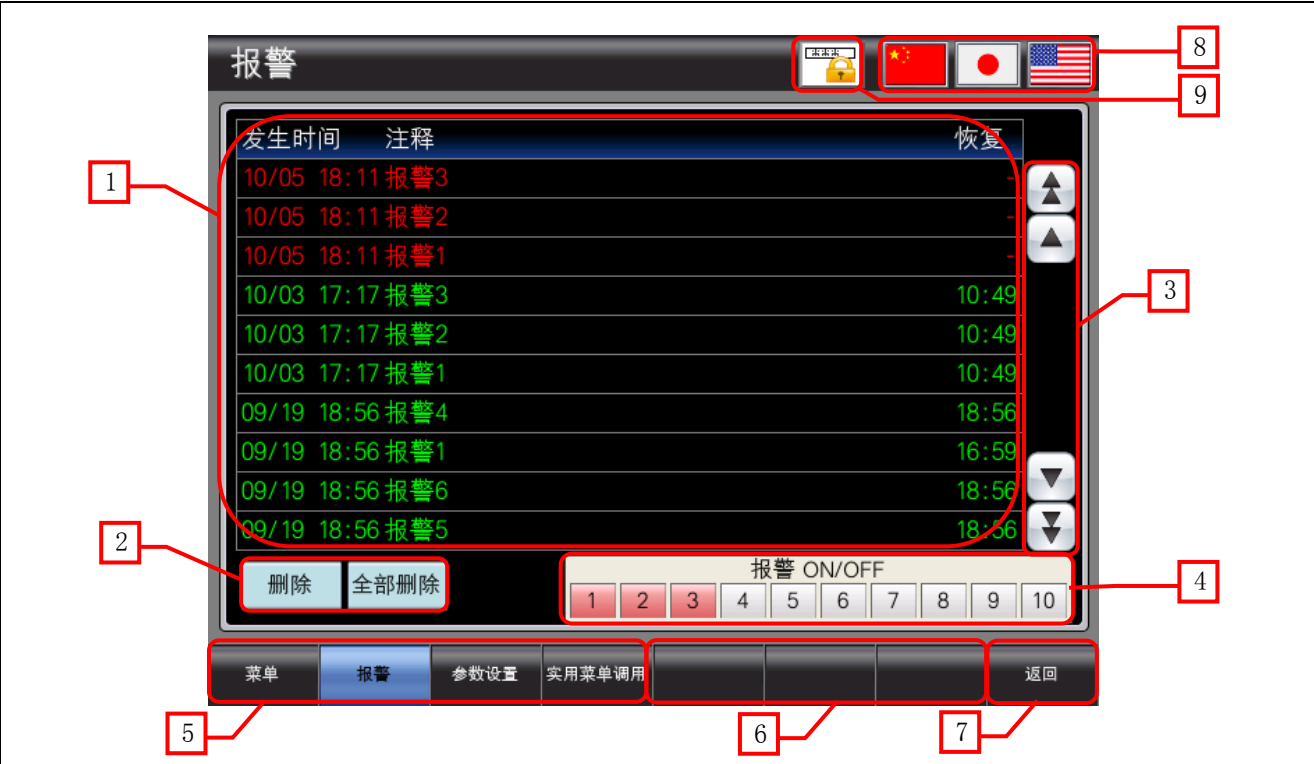 报警
***
8
9
发生时间 注释 恢复
1
10/05 18:11 报警3 -
10/05 18:11 报警2 -
10/05 18:11 报警1 -
10/03 17:17 报警3 10:49
3
10/03 17:17 报警2 10:49
10/03 17:17 报警1 10:49
09/19 18:56 报警4 18:56
09/19 18:56 报警1 16:59
09/19 18:56 报警6 18:56
09/19 18:56 报警5 18:56
2
删除 全部删除
报警 ON/OFF
1 2 3 4 5 6 7 8 9 10
4
菜单 报警 参数设置 实用菜单调用 返回
5 6 7